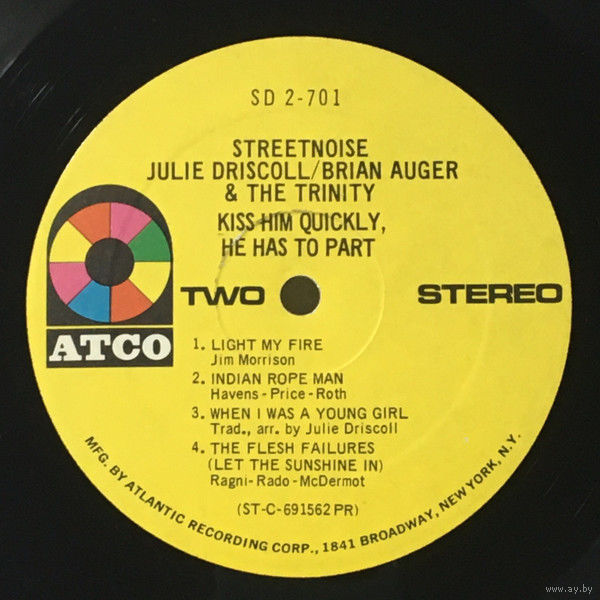 SD 2-701
STREETNOISE
JULIE DRISCOLL/BRIAN AUGER
& THE TRINITY
KISS HIM QUICKLY,
HE HAS TO PART
TWO
STEREO
ATCO
1. LIGHT MY FIRE
Jim Morrison
2. INDIAN ROPE MAN
Havens-Price-Roth
3. WHEN I WAS A YOUNG GIRL
Trad., arr. by Julie Driscoll
4. THE FLESH FAILURES
(LET THE SUNSHINE IN)
Ragni-Rado-McDermot
(ST-C-691562 PR)
MFG. BY ATLANTIC RECORDING CORP., 1841 BROADWAY, NEW YORK, N.Y.
www.ay.by